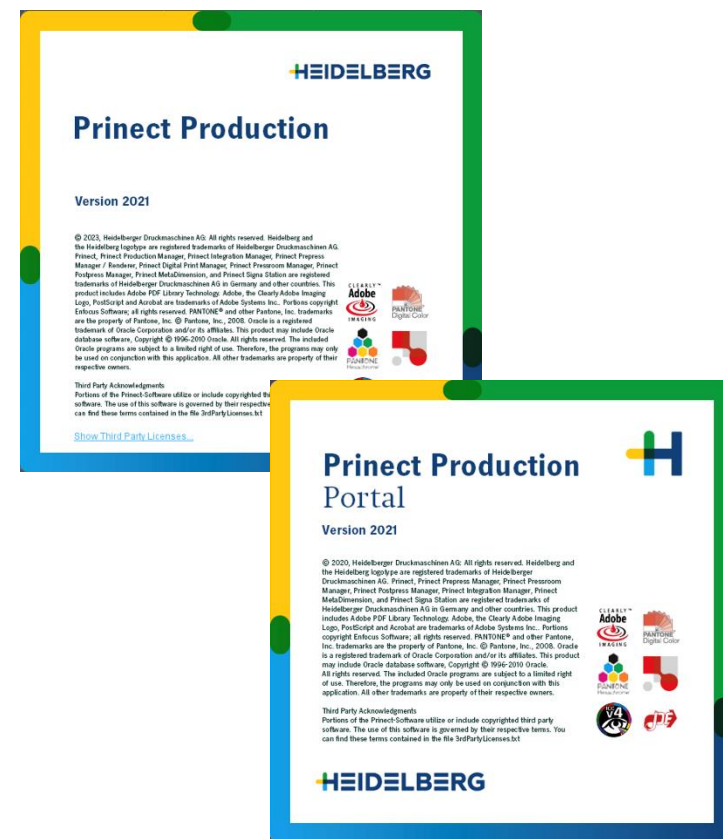 HEIDELBERG
Prinect Production
Version 2021
© 2023, Heidelberger Druckmaschinen AG: All rights reserved. Heidelberg and
the Heidelberg logotype are registered trademarks of Heidelberger Druckmaschinen AG.
Prinect, Prinect Production Manager, Prinect Integration Manager, Prinect Prepress
Manager / Renderer, Prinect Digital Print Manager, Prinect Pressroom Manager, Prinect
Postpress Manager, Prinect MetaDimension, and Prinect Signa Station are registered
trademarks of Heidelberger Druckmaschinen AG in Germany and other countries. This
product includes Adobe PDF Library Technology. Adobe, the Clearly Adobe Imaging
Logo, PostScript and Acrobat are trademarks of Adobe Systems Inc.. Portions copyright
Enfocus Software; all rights reserved. PANTONE® and other Pantone, Inc. trademarks
are the property of Pantone, Inc. © Pantone, Inc., 2008. Oracle is a registered
trademark of Oracle Corporation and/or its affiliates. This product may include Oracle
database software, Copyright © 1996-2010 Oracle. All rights reserved. The included
Oracle programs are subject to a limited right of use. Therefore, the programs may only
be used on conjunction with this application. All other trademarks are property of their
respective owners.
CLEARLY
Adobe
IMAGING
PANTONE
Digital Color
PANTONE
Hexachrome
Third Party Acknowledgments
Portions of the Prinect-Software utilize or include copyrighted
software. The use of this software is governed by their respective
can find these terms contained in the file 3rdPartyLicenses.txt
Show Third Party Licenses...
Prinect Production
Portal
Version 2021
© 2020, Heidelberger Druckmaschinen AG: All rights reserved. Heidelberg and
the Heidelberg logotype are registered trademarks of Heidelberger
Druckmaschinen AG. Prinect, Prinect Prepress Manager, Prinect Pressroom
Manager, Prinect Postpress Manager, Prinect Integration Manager, Prinect
MetaDimension, and Prinect Signa Station are registered trademarks of
Heidelberger Druckmaschinen AG in Germany and other countries. This product
includes Adobe PDF Library Technology. Adobe, the Clearly Adobe Imaging
Logo, PostScript and Acrobat are trademarks of Adobe Systems Inc.. Portions
copyright Enfocus Software; all rights reserved. PANTONE® and other Pantone,
Inc. trademarks are the property of Pantone, Inc. © Pantone, Inc., 2008. Oracle
is a registered trademark of Oracle Corporation and/or its affiliates. This product
may include Oracle database software, Copyright © 1996-2010 Oracle.
All rights reserved. The included Oracle programs are subject to a limited right
of use. Therefore, the programs may only be used on conjunction with this
application. All other trademarks are property of their respective owners.
CLEARLY
Adobe
IMAGING
PANTONE
Digital Color
PANTONE
Hexachrome
ICC
V4
Third Party Acknowledgments
Portions of the Prinect-Software utilize or include copyrighted third party
software. The use of this software is governed by their respective terms. You
can find these terms contained in the file 3rdPartyLicenses.txt
HEIDELBERG